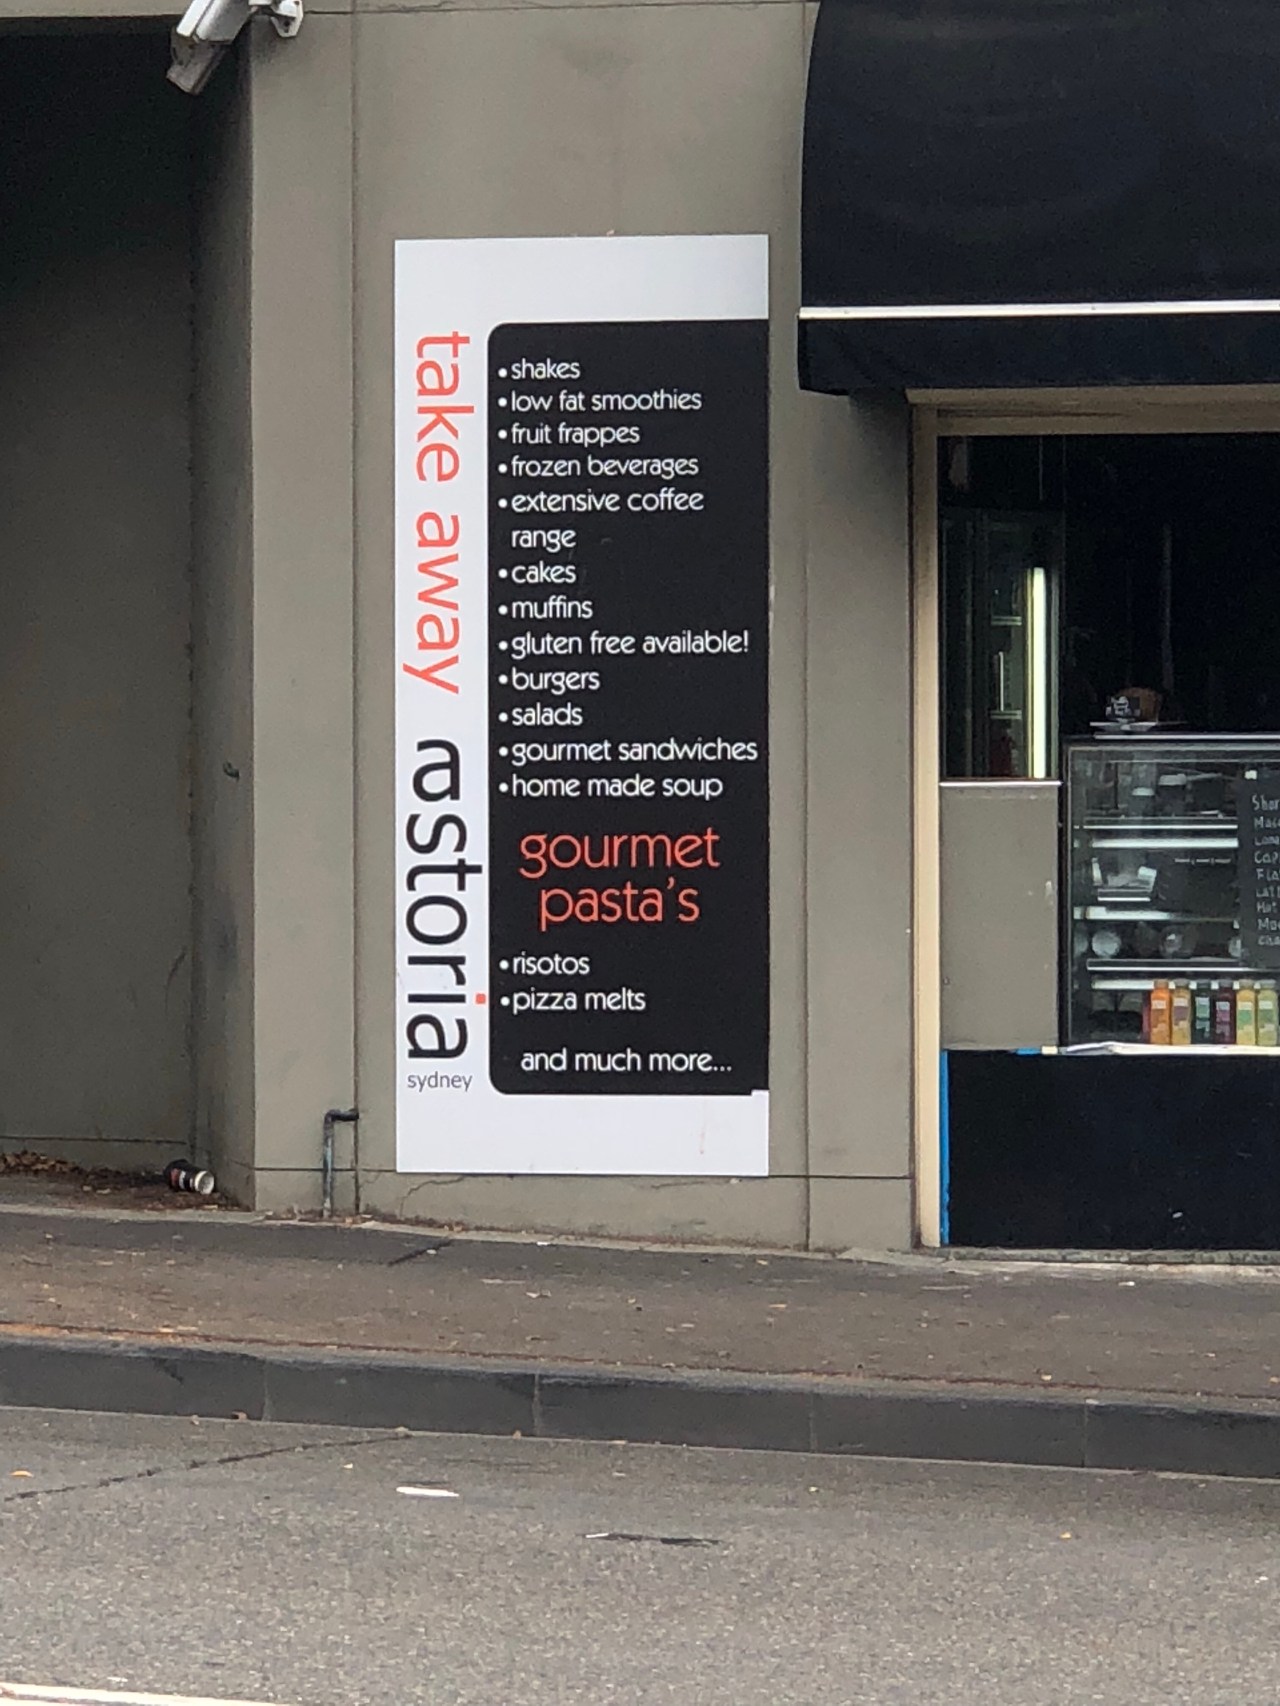 take away
astoria
sydney
• shakes
• low fat smoothies
• fruit frappes
• frozen beverages
• extensive coffee
range
• cakes
• muffins
• gluten free available!
• burgers
• salads
• gourmet sandwiches
• home made soup
gourmet
pasta's
• risotos
• pizza melts
and much more...